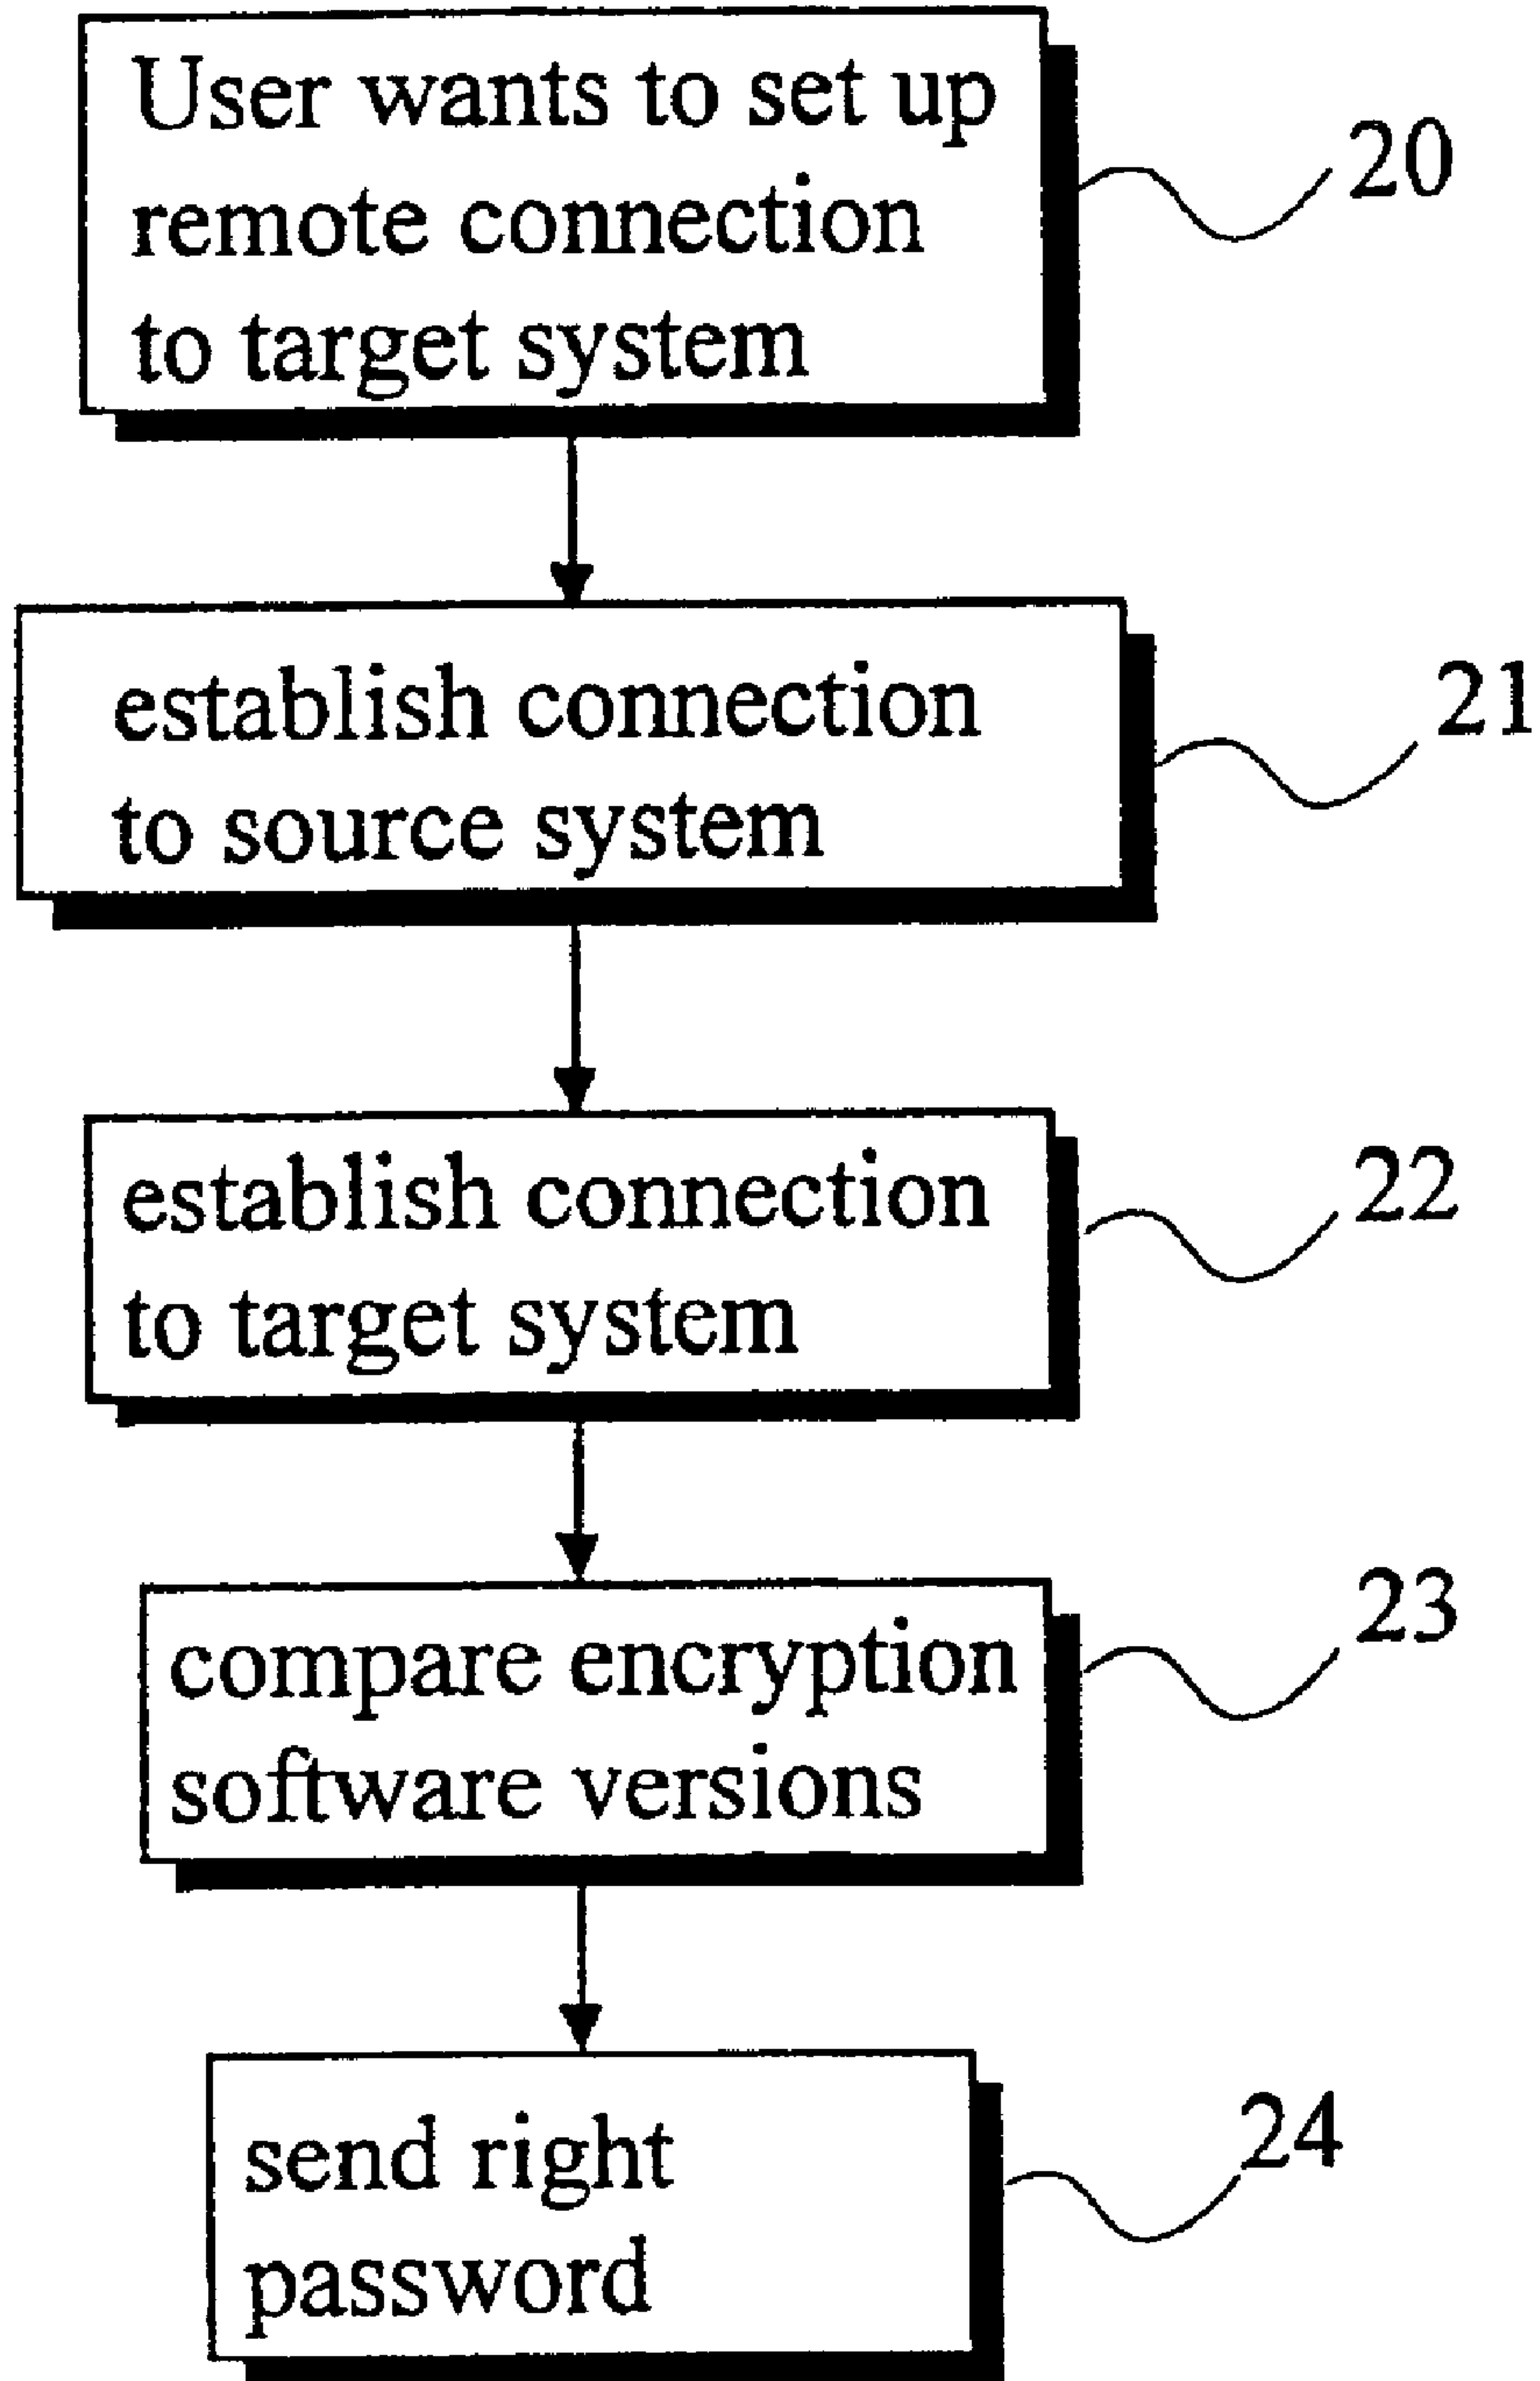 User wants to set up
remote connection
to target system
20
establish connection
to source system
21
establish connection
to target system
22
compare encryption
software versions
23
send right
password
24